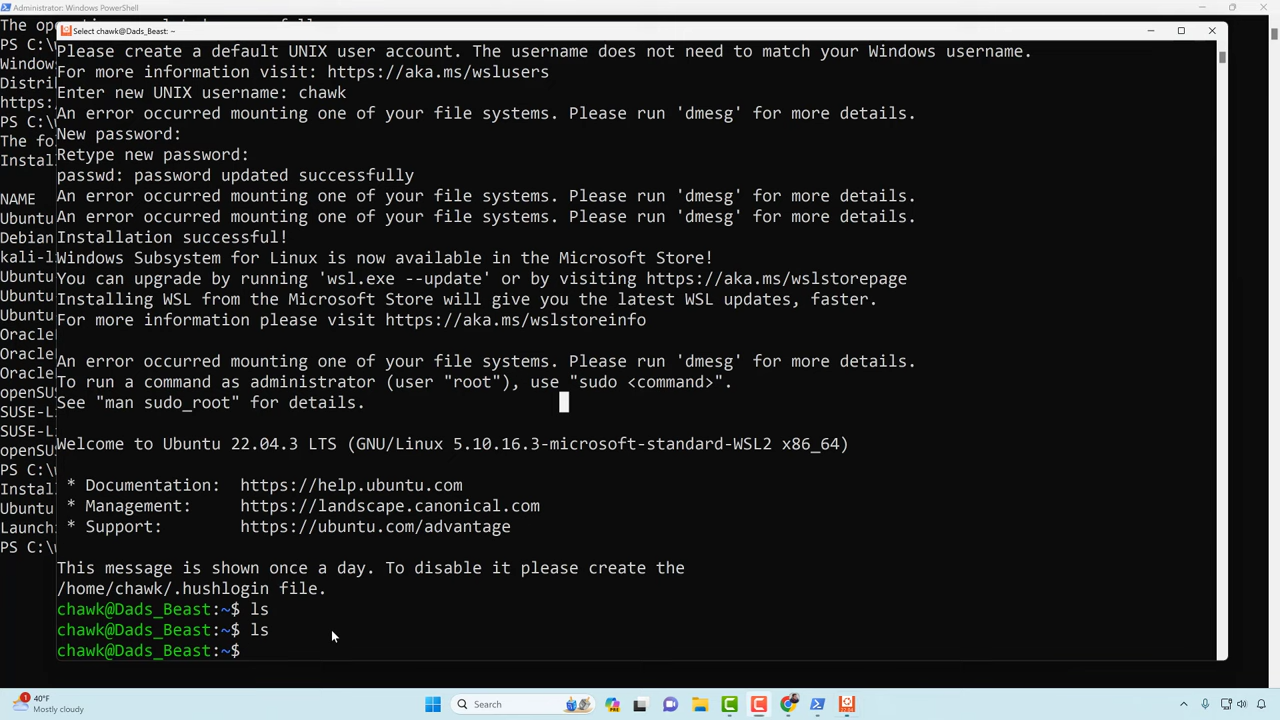 Administrator: Windows PowerShell
The operation completed successfully.
PS C:\
Window
Distri
https:
PS C:\
The fo
Instal
NAME
Ubuntu
Debian
kali-l
Ubuntu
Ubuntu
Ubuntu
Oracle
Oracle
Oracle
openSU
SUSE-L
SUSE-L
openSU
PS C:\
Instal
Ubuntu
Launch
PS C:\
Select chawk@Dads_Beast: ~
Please create a default UNIX user account. The username does not need to match your Windows username.
For more information visit: https://aka.ms/wslusers
Enter new UNIX username: chawk
An error occurred mounting one of your file systems. Please run 'dmesg' for more details.
New password:
Retype new password:
passwd: password updated successfully
An error occurred mounting one of your file systems. Please run 'dmesg' for more details.
An error occurred mounting one of your file systems. Please run 'dmesg' for more details.
Installation successful!
Windows Subsystem for Linux is now available in the Microsoft Store!
You can upgrade by running 'wsl.exe --update' or by visiting https://aka.ms/wslstorepage
Installing WSL from the Microsoft Store will give you the latest WSL updates, faster.
For more information please visit https://aka.ms/wslstoreinfo
An error occurred mounting one of your file systems. Please run 'dmesg' for more details.
To run a command as administrator (user "root"), use "sudo <command>".
See "man sudo_root" for details.
Welcome to Ubuntu 22.04.3 LTS (GNU/Linux 5.10.16.3-microsoft-standard-WSL2 x86_64)
* Documentation: https://help.ubuntu.com
* Management: https://landscape.canonical.com
* Support: https://ubuntu.com/advantage
This message is shown once a day. To disable it please create the
/home/chawk/.hushlogin file.
chawk@Dads_Beast:~$ ls
chawk@Dads_Beast:~$ ls
chawk@Dads_Beast:~$
1
40°F
Mostly cloudy
Search